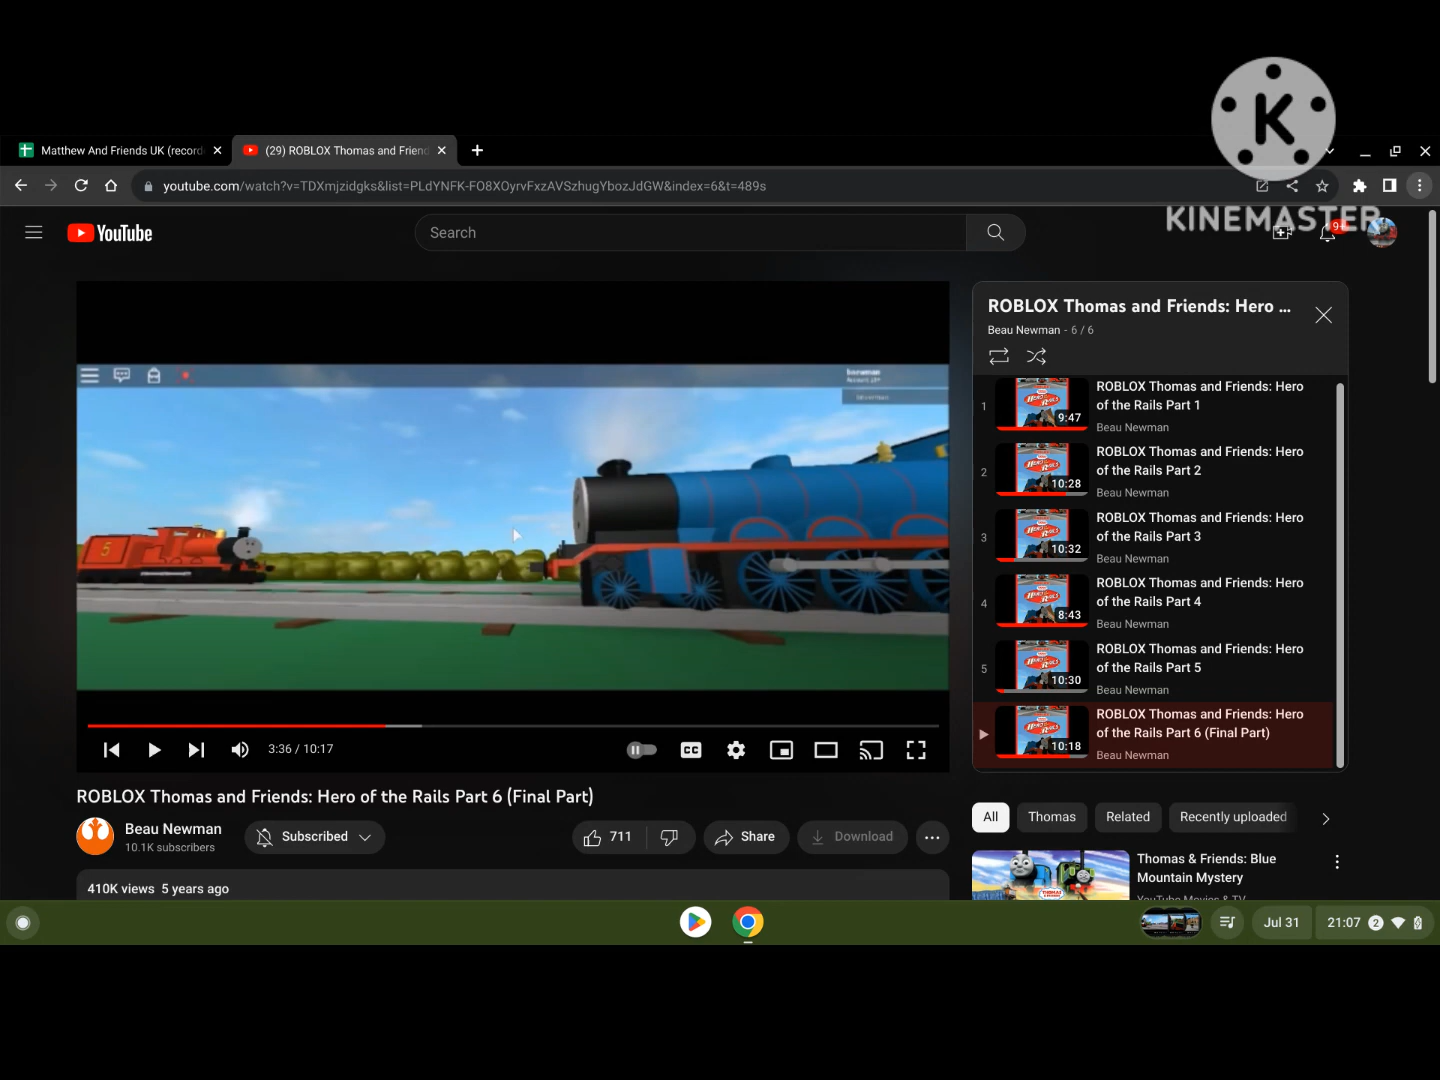 K
KINEMASTER
Matthew And Friends UK (record
(29) ROBLOX Thomas and Friend
youtube.com/watch?v=TDXmjzidgks&list=PLdYNFK-FO8XOyrvFxzAVSzhugYbozJdGW&index=6&t=489s
YouTube
Search
9+
ROBLOX Thomas and Friends: Hero ...
Beau Newman - 6 / 6
1
ROBLOX Thomas and Friends: Hero
of the Rails Part 1
9:47
Beau Newman
2
ROBLOX Thomas and Friends: Hero
of the Rails Part 2
10:28
Beau Newman
3
ROBLOX Thomas and Friends: Hero
of the Rails Part 3
10:32
Beau Newman
4
ROBLOX Thomas and Friends: Hero
of the Rails Part 4
8:43
Beau Newman
5
ROBLOX Thomas and Friends: Hero
of the Rails Part 5
10:30
Beau Newman
ROBLOX Thomas and Friends: Hero
of the Rails Part 6 (Final Part)
10:18
Beau Newman
5
3:36 / 10:17
CC
ROBLOX Thomas and Friends: Hero of the Rails Part 6 (Final Part)
Beau Newman
10.1K subscribers
Subscribed
711
Share
Download
410K views 5 years ago
All
Thomas
Related
Recently uploaded
Thomas & Friends: Blue
Mountain Mystery
YouTube Movies & TV
Jul 31
21:07
2